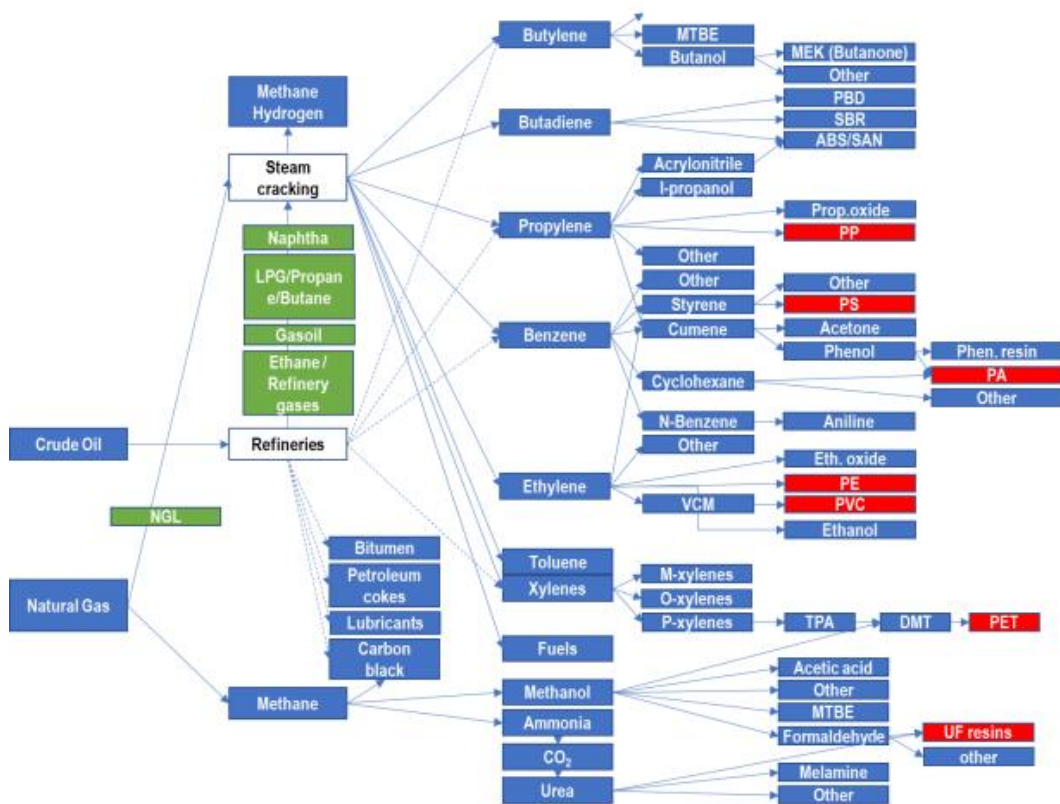 Butylene
MTBE
Butanol
MEK (Butanone)
Other
Methane
Hydrogen
PBD
Butadiene
SBR
ABS/SAN
Steam
cracking
Acrylonitrile
I-propanol
Propylene
Prop.oxide
PP
Naphtha
Other
LPG/Propan
e/Butane
Other
Other
Styrene
PS
Gasoil
Benzene
Cumene
Acetone
Phenol
Phen. resin
Ethane /
Refinery
gases
Cyclohexane
PA
Other
N-Benzene
Aniline
Crude Oil
Refineries
Other
Eth. oxide
Ethylene
PE
VCM
PVC
NGL
Ethanol
Bitumen
Toluene
M-xylenes
Petroleum
cokes
Xylenes
O-xylenes
Natural Gas
P-xylenes
TPA
DMT
PET
Lubricants
Carbon
black
Fuels
Acetic acid
Methane
Methanol
Other
MTBE
Ammonia
Formaldehyde
UF resins
other
CO₂
Melamine
Urea
Other